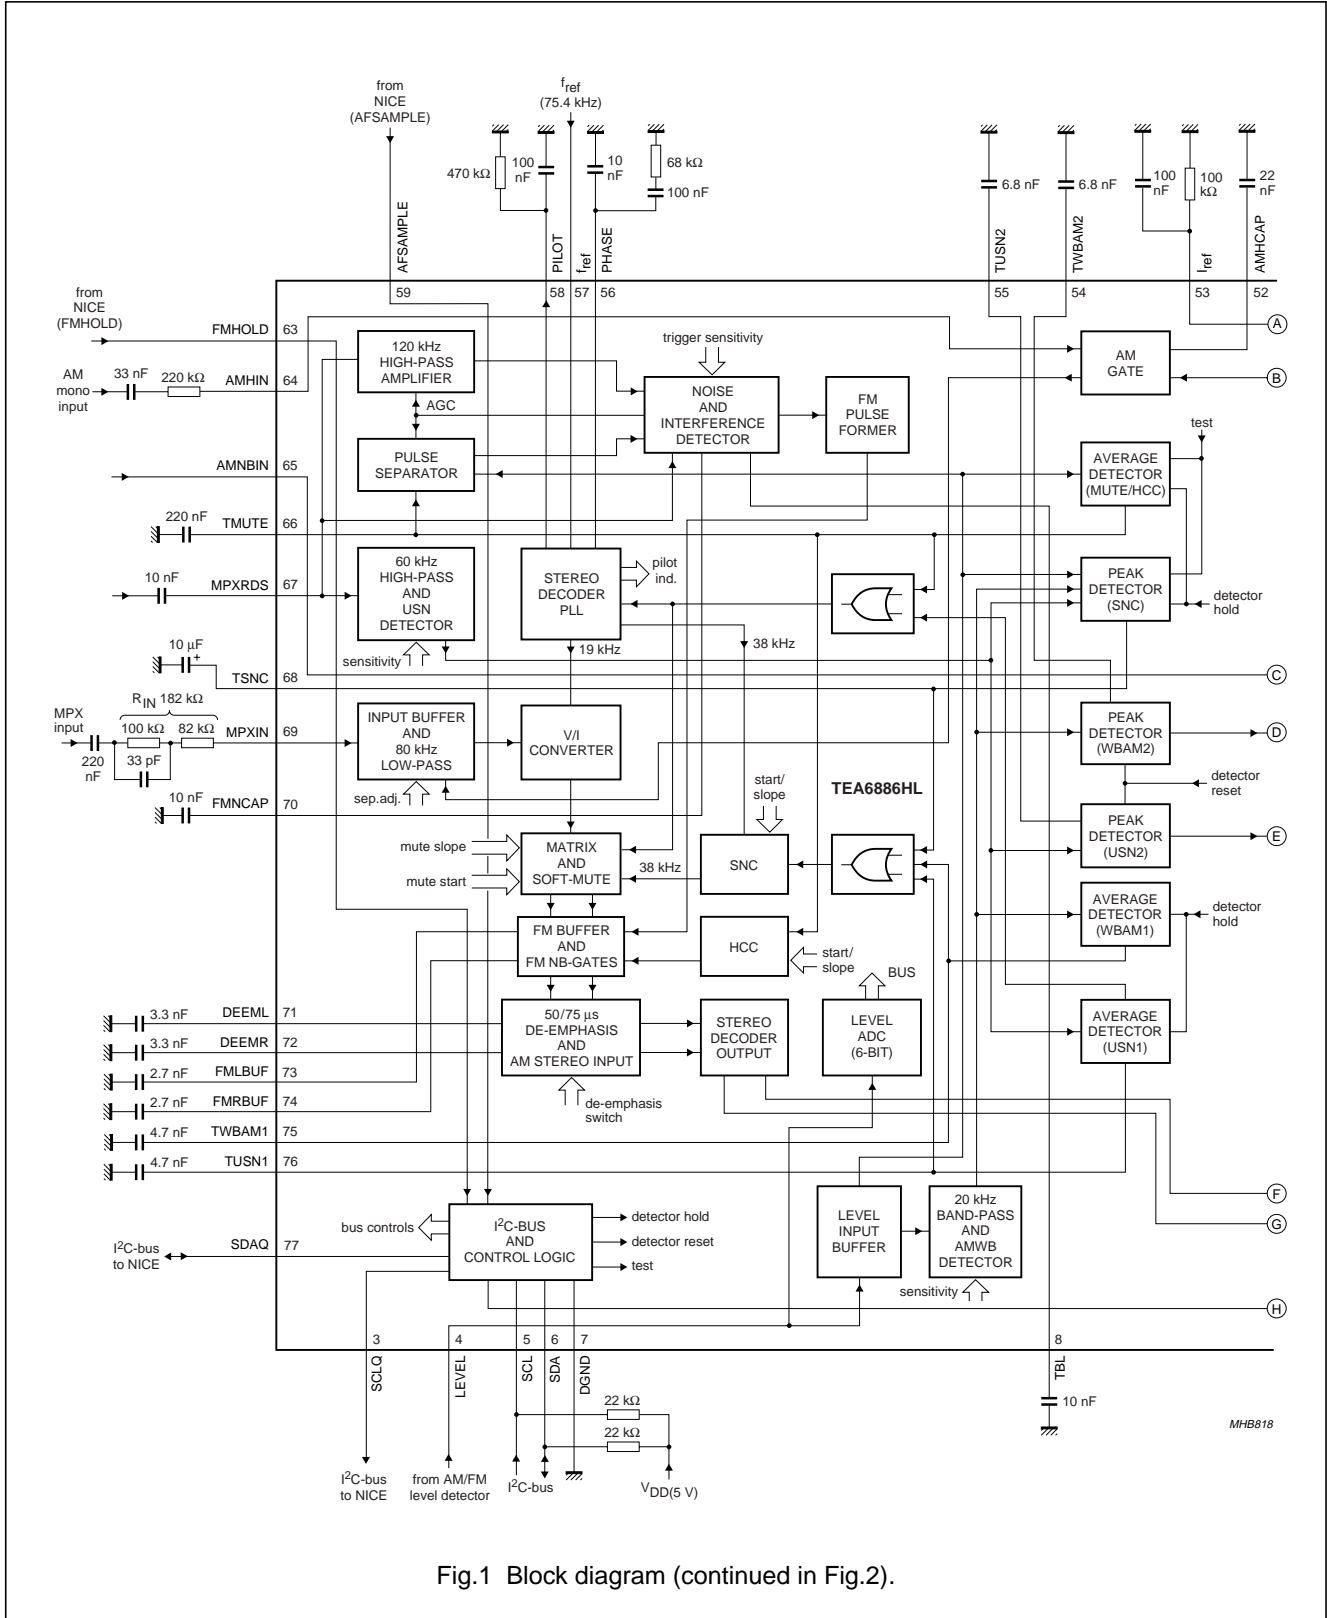 from
NICE
(AFSAMPLE)
fref
(75.4 kHz)
470 kΩ
100
nF
10
nF
68 kΩ
100 nF
6.8 nF
6.8 nF
100
nF
100
kΩ
22
nF
AFSAMPLE
PILOT
fref
PHASE
TUSN2
TWBAM2
Iref
AMHCAP
59
58
57
56
55
54
53
52
from
NICE
(FMHOLD)
FMHOLD
63
A
120 kHz
HIGH-PASS
AMPLIFIER
trigger sensitivity
AM
GATE
B
AM
mono
input
33 nF
220 kΩ
AMHIN
64
AGC
NOISE
AND
INTERFERENCE
DETECTOR
FM
PULSE
FORMER
test
PULSE
SEPARATOR
AVERAGE
DETECTOR
(MUTE/HCC)
AMNBIN
65
220 nF
TMUTE
66
60 kHz
HIGH-PASS
AND
USN
DETECTOR
STEREO
DECODER
PLL
pilot
ind.
PEAK
DETECTOR
(SNC)
detector
hold
10 nF
MPXRDS
67
sensitivity
19 kHz
38 kHz
10 µF
+
TSNC
68
C
RIN 182 kΩ
MPX
input
100 kΩ
82 kΩ
MPXIN
69
220
nF
33 pF
INPUT BUFFER
AND
80 kHz
LOW-PASS
V/I
CONVERTER
PEAK
DETECTOR
(WBAM2)
D
sep.adj.
start/
slope
TEA6886HL
detector
reset
10 nF
FMNCAP
70
mute slope
mute start
MATRIX
AND
SOFT-MUTE
38 kHz
SNC
PEAK
DETECTOR
(USN2)
E
FM BUFFER
AND
FM NB-GATES
HCC
start/
slope
AVERAGE
DETECTOR
(WBAM1)
detector
hold
BUS
3.3 nF
DEEML
71
3.3 nF
DEEMR
72
2.7 nF
FMLBUF
73
2.7 nF
FMRBUF
74
4.7 nF
TWBAM1
75
4.7 nF
TUSN1
76
50/75 µs
DE-EMPHASIS
AND
AM STEREO INPUT
STEREO
DECODER
OUTPUT
LEVEL
ADC
(6-BIT)
AVERAGE
DETECTOR
(USN1)
de-emphasis
switch
F
G
bus controls
I2C-BUS
AND
CONTROL LOGIC
detector hold
detector reset
test
LEVEL
INPUT
BUFFER
20 kHz
BAND-PASS
AND
AMWB
DETECTOR
sensitivity
I2C-bus
to NICE
SDAQ
77
H
3
4
5
6
7
8
SCLQ
LEVEL
SCL
SDA
DGND
TBL
22 kΩ
22 kΩ
10 nF
I2C-bus
to NICE
from AM/FM
level detector
I2C-bus
VDD(5 V)
MHB818
Fig.1 Block diagram (continued in Fig.2).